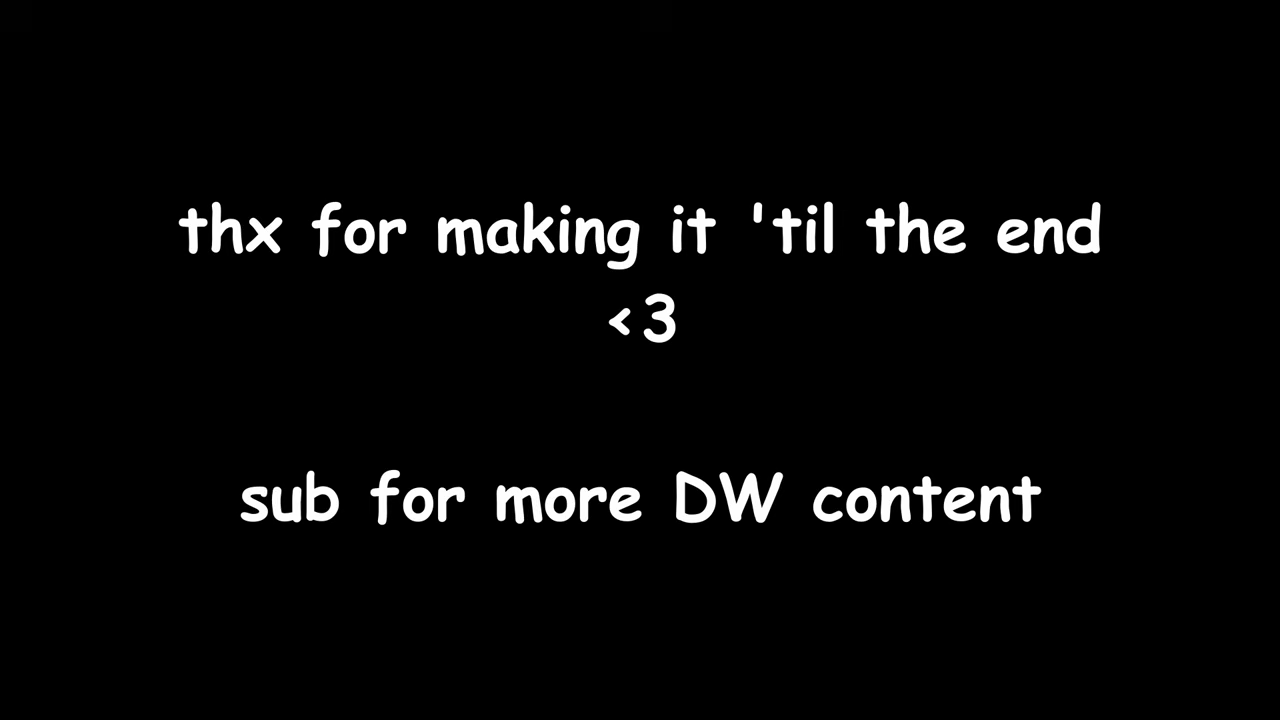 thx for making it 'til the end
<3
sub for more DW content